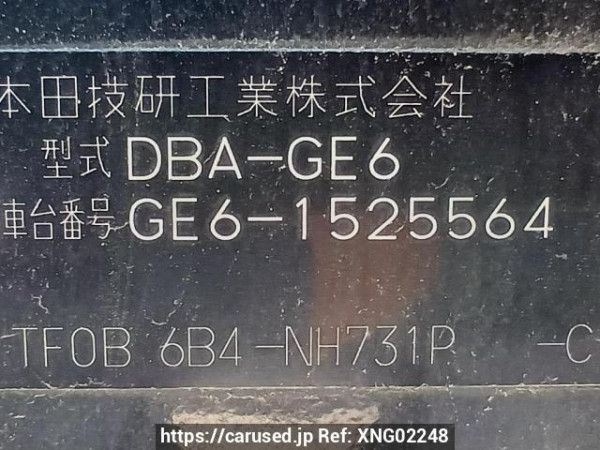 本田技研工業株式会社
型式 DBA-GE6
車台番号 GE6-1525564
TF0B 6B4-NH731P -C
https://carused.jp Ref: XNG02248